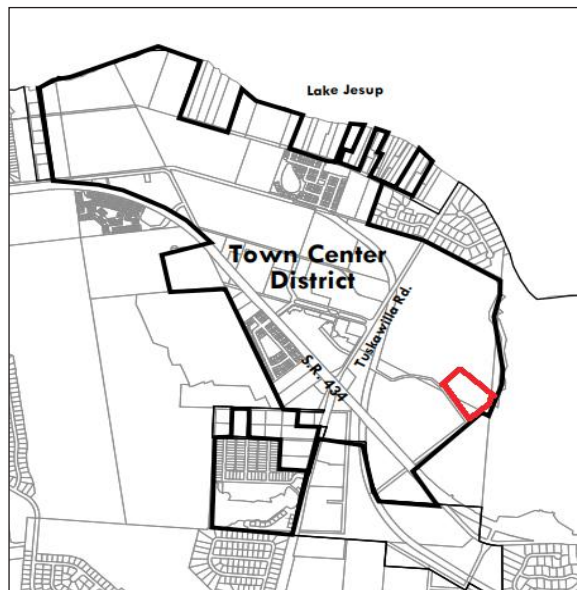 Lake Jesup
Town Center
District
Tuskawilla Rd.
S.R. 434